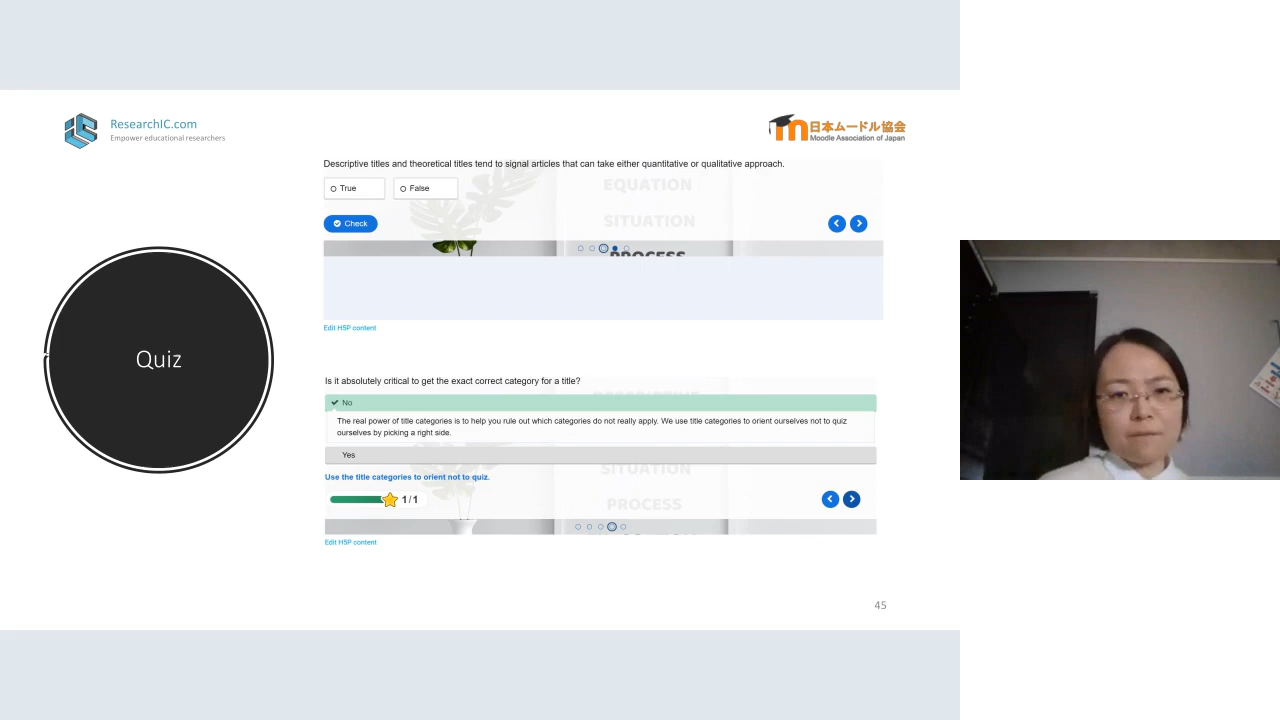 ResearchIC.com
Empower educational researchers
日本ムードル協会
Moodle Association of Japan
Descriptive titles and theoretical titles tend to signal articles that can take either quantitative or qualitative approach.
EQUATION
True
False
SITUATION
Check
PROCESS
Edit H5P content
Quiz
Is it absolutely critical to get the exact correct category for a title?
No
The real power of title categories is to help you rule out which categories do not really apply. We use title categories to orient ourselves not to quiz
ourselves by picking a right side.
Yes
SITUATION
Use the title categories to orient not to quiz.
1/1
PROCESS
Edit H5P content
45